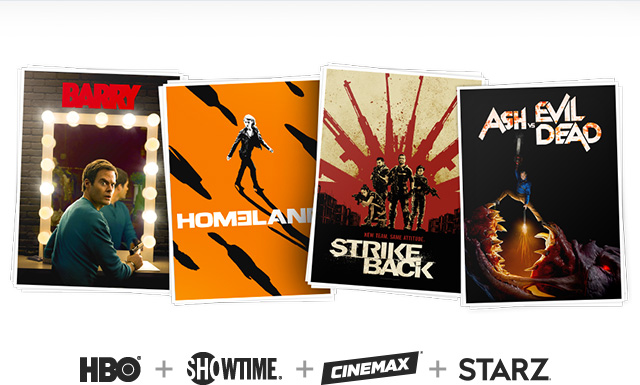 BARRY
HOMELAND
NEW TEAM. SAME ATTITUDE.
STRIKE
BACK
ASH vs EVIL
DEAD
HBO® + SHOWTIME® + CINEMAX® + STARZ